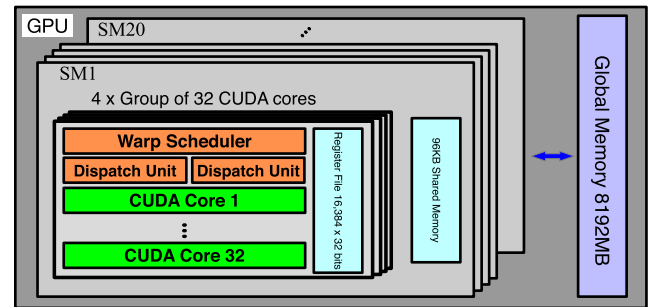 GPU
SM20
SM1
4 x Group of 32 CUDA cores
Warp Scheduler
Dispatch Unit
Dispatch Unit
CUDA Core 1
CUDA Core 32
Register File 16,384 x 32 bits
96KB Shared Memory
Global Memory 8192MB